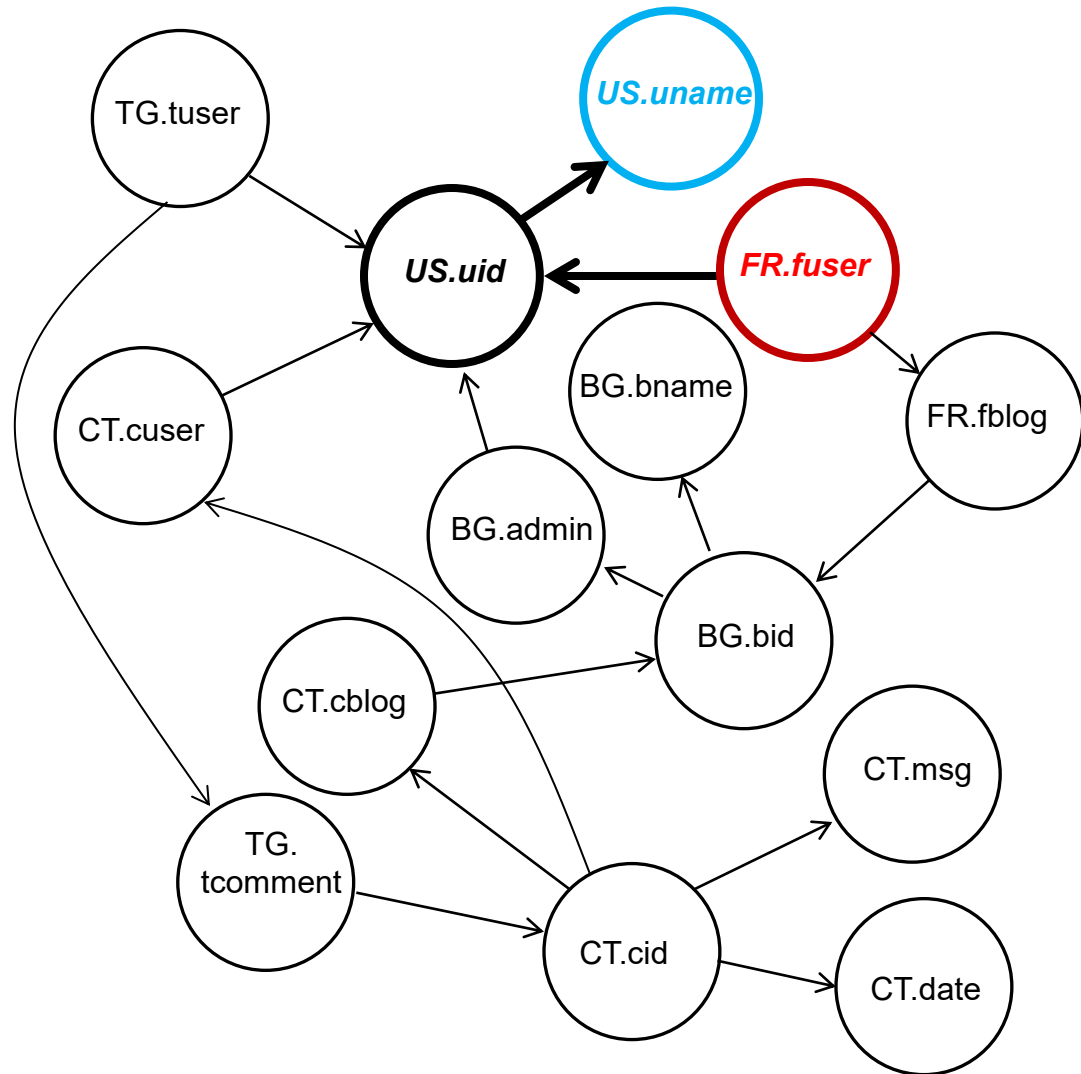 US.uname
TG.tuser
US.uid
FR.fuser
BG.bname
FR.fblog
CT.cuser
BG.admin
BG.bid
CT.cblog
CT.msg
TG.
tcomment
CT.cid
CT.date